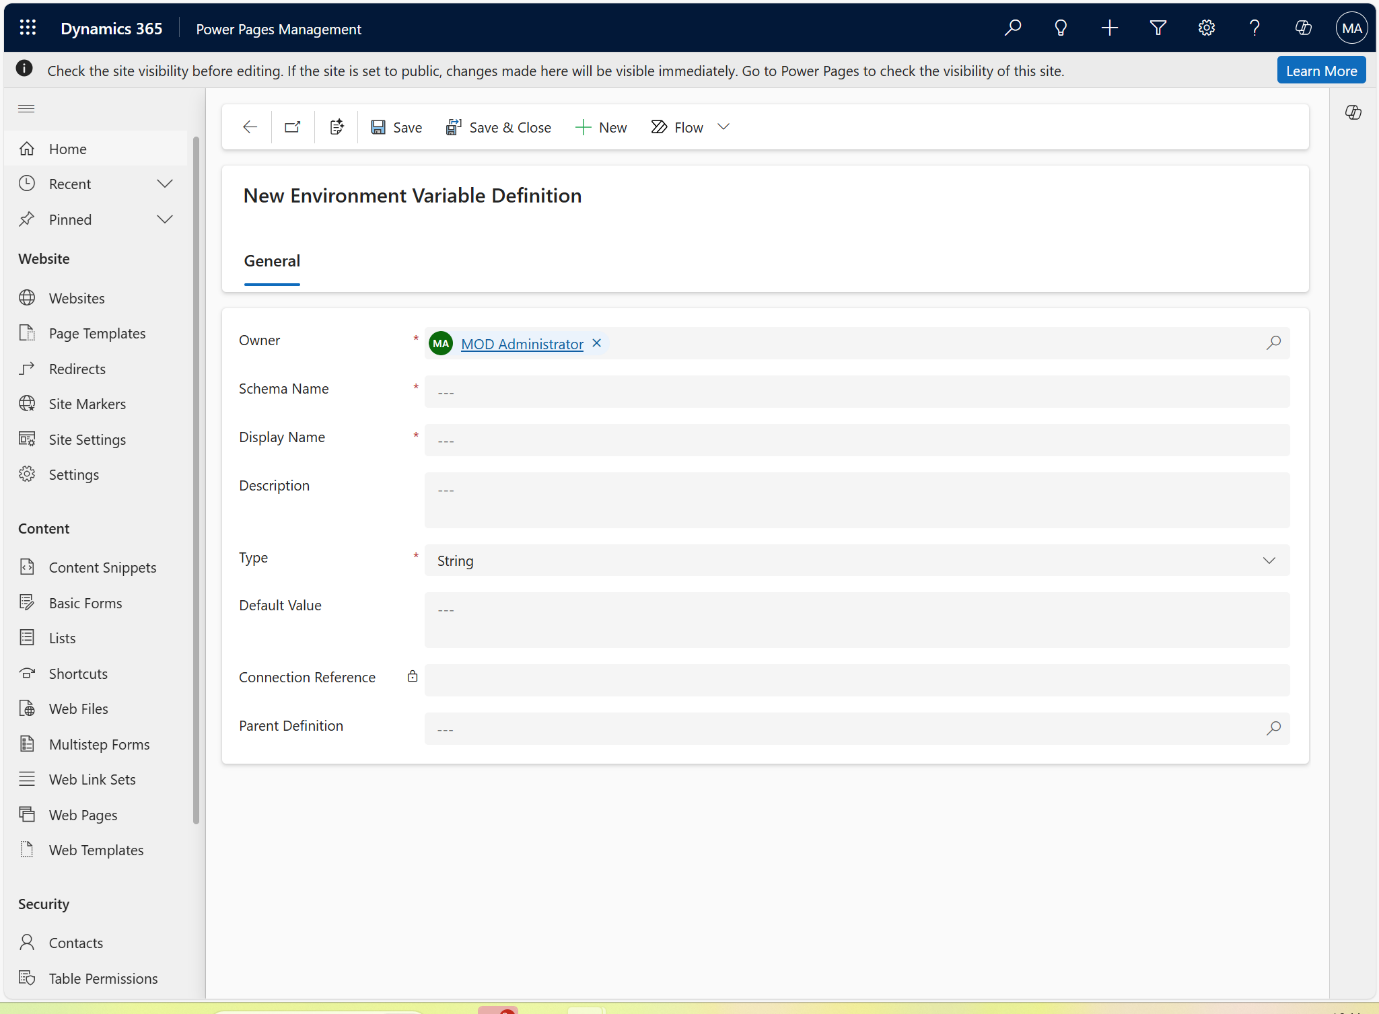 Dynamics 365 Power Pages Management MA
Check the site visibility before editing. If the site is set to public, changes made here will be visible immediately. Go to Power Pages to check the visibility of this site. Learn More
Save Save & Close New Flow
Home
Recent
Pinned
Website
Websites
Page Templates
Redirects
Site Markers
Site Settings
Settings
Content
Content Snippets
Basic Forms
Lists
Shortcuts
Web Files
Multistep Forms
Web Link Sets
Web Pages
Web Templates
Security
Contacts
Table Permissions
New Environment Variable Definition
General
Owner * MA MOD Administrator
Schema Name * ---
Display Name * ---
Description ---
Type * String
Default Value ---
Connection Reference
Parent Definition ---